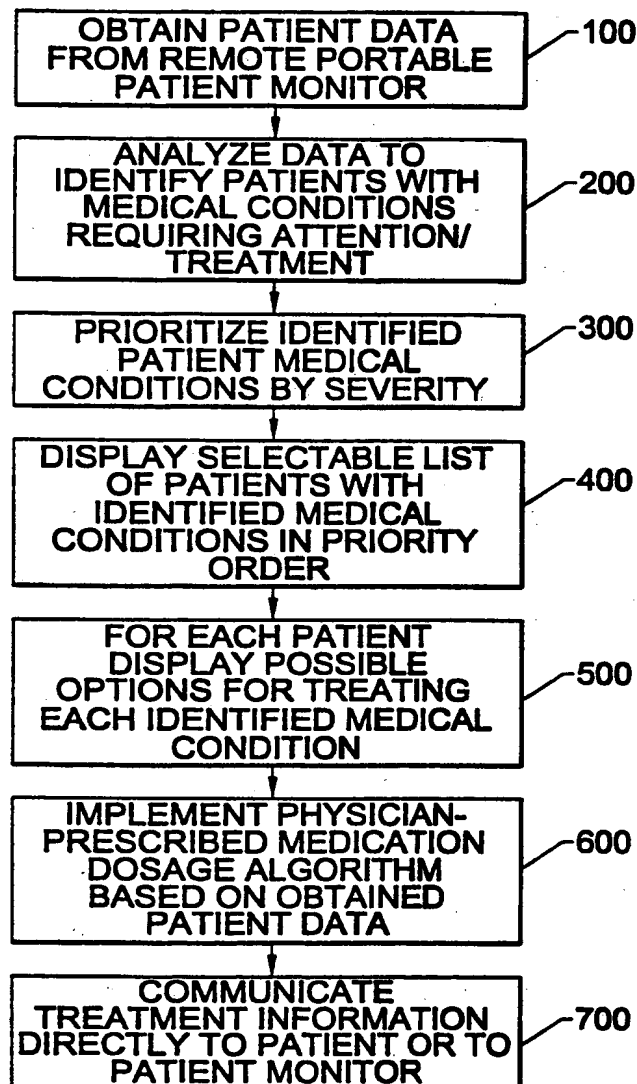 OBTAIN PATIENT DATA
FROM REMOTE PORTABLE
PATIENT MONITOR
100
ANALYZE DATA TO
IDENTIFY PATIENTS WITH
MEDICAL CONDITIONS
REQUIRING ATTENTION/
TREATMENT
200
PRIORITIZE IDENTIFIED
PATIENT MEDICAL
CONDITIONS BY SEVERITY
300
DISPLAY SELECTABLE LIST
OF PATIENTS WITH
IDENTIFIED MEDICAL
CONDITIONS IN PRIORITY
ORDER
400
FOR EACH PATIENT
DISPLAY POSSIBLE
OPTIONS FOR TREATING
EACH IDENTIFIED MEDICAL
CONDITION
500
IMPLEMENT PHYSICIAN-
PRESCRIBED MEDICATION
DOSAGE ALGORITHM
BASED ON OBTAINED
PATIENT DATA
600
COMMUNICATE
TREATMENT INFORMATION
DIRECTLY TO PATIENT OR TO
PATIENT MONITOR
700